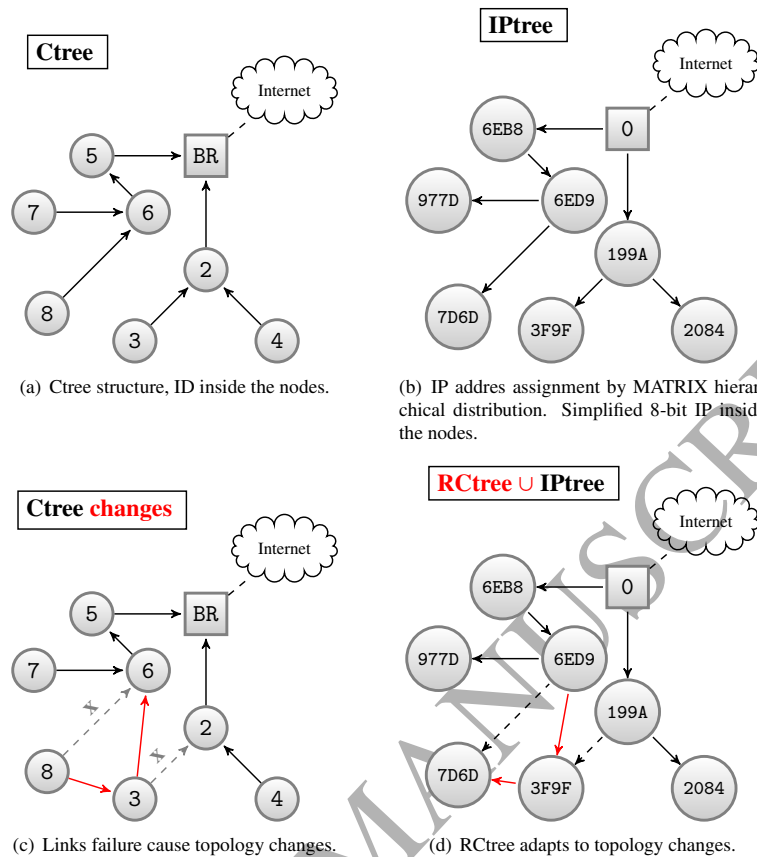 Ctree
Internet
5
BR
7
6
2
8
3
4
(a) Ctree structure, ID inside the nodes.
IPtree
Internet
6EB8
0
977D
6ED9
199A
7D6D
3F9F
2084
(b) IP addres assignment by MATRIX hierar-
chical distribution. Simplified 8-bit IP inside
the nodes.
Ctree changes
Internet
5
BR
7
6
x
x
2
8
3
4
(c) Links failure cause topology changes.
RCtree ∪ IPtree
Internet
6EB8
0
977D
6ED9
199A
7D6D
3F9F
2084
(d) RCtree adapts to topology changes.
MANUSCRI